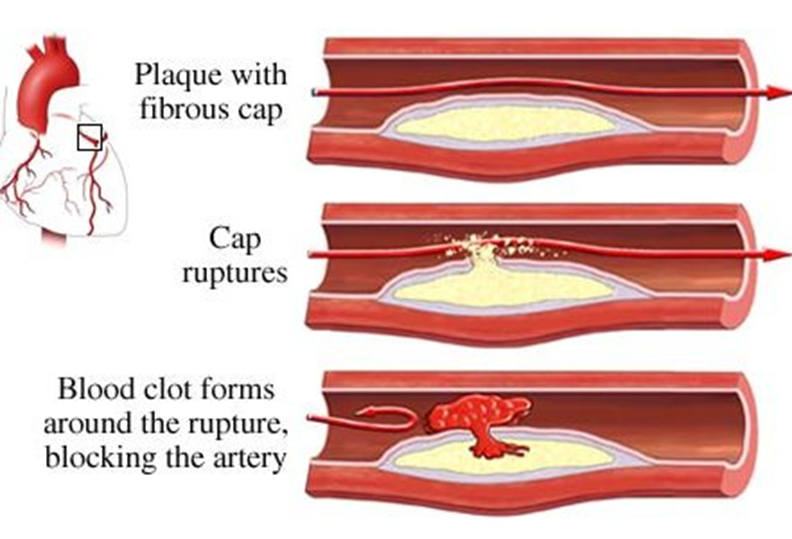 Plaque with
fibrous cap
Cap
ruptures
Blood clot forms
around the rupture,
blocking the artery